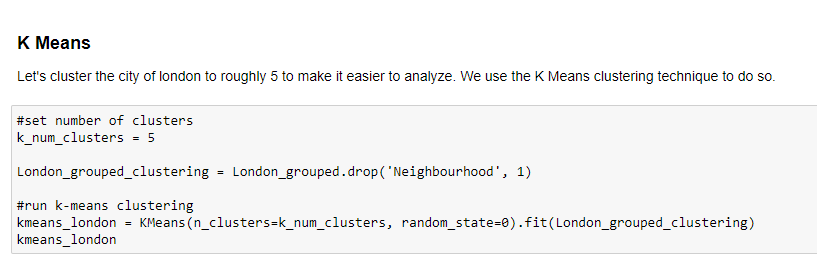 K Means
Let's cluster the city of london to roughly 5 to make it easier to analyze. We use the K Means clustering technique to do so.
#set number of clusters
k_num_clusters = 5
London_grouped_clustering = London_grouped.drop('Neighbourhood', 1)
#run k-means clustering
kmeans_london = KMeans(n_clusters=k_num_clusters, random_state=0).fit(London_grouped_clustering)
kmeans_london